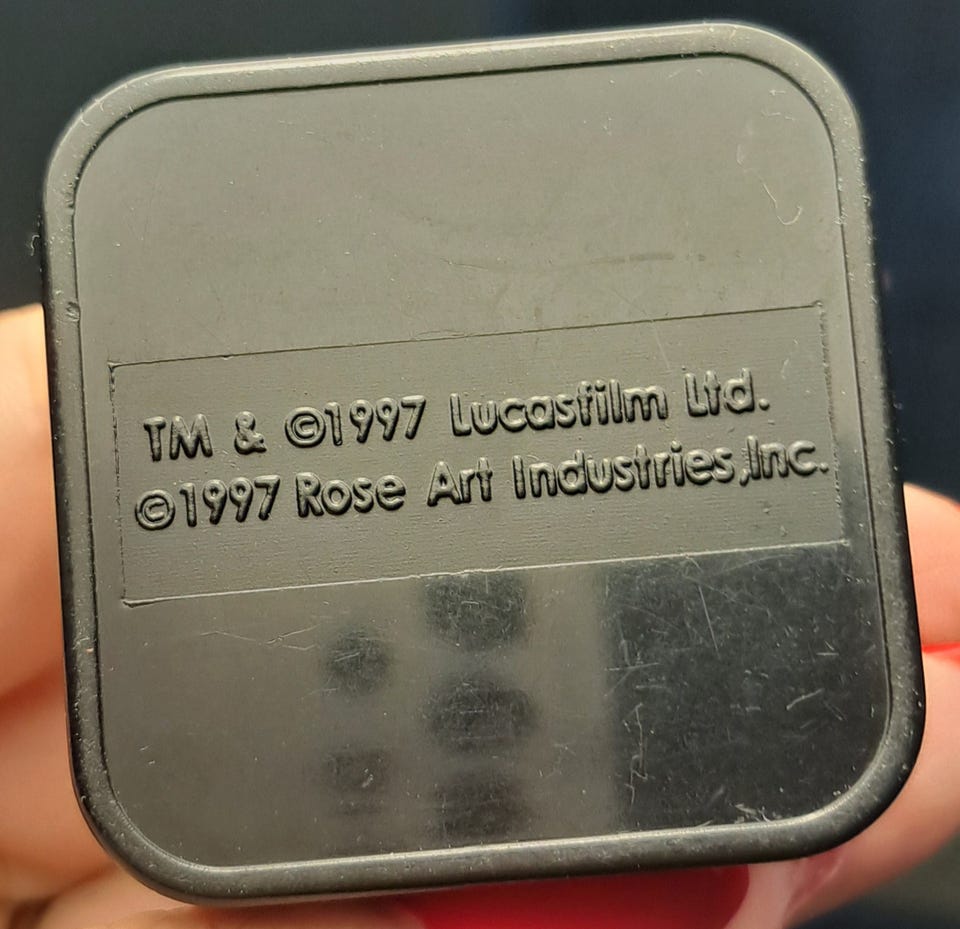 TM & ©1997 Lucasfilm Ltd.
©1997 Rose Art Industries,Inc.